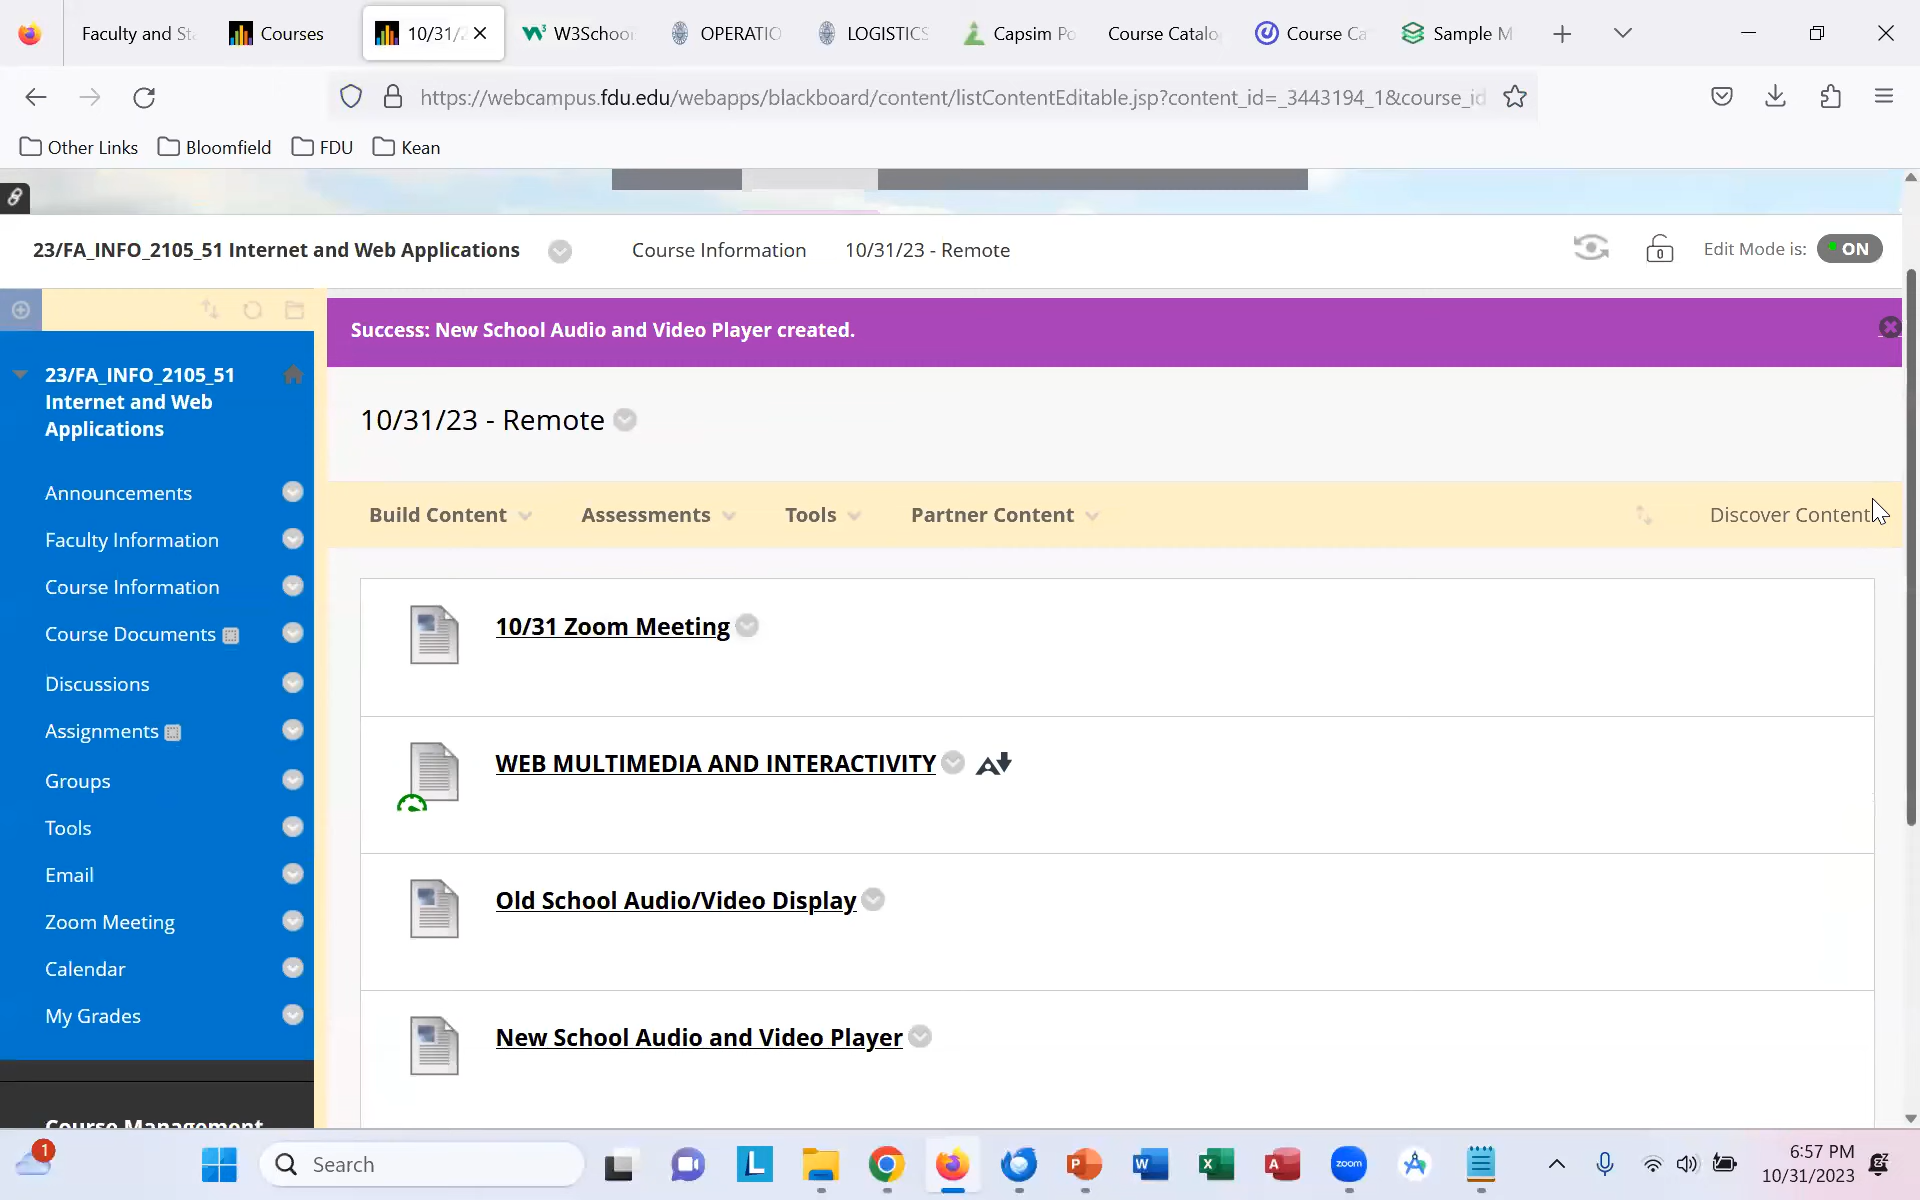 Faculty and Sta
Courses
10/31/2
W3School
OPERATIO
LOGISTICS
Capsim Po
Course Catalo
Course Ca
Sample M
https://webcampus.fdu.edu/webapps/blackboard/content/listContentEditable.jsp?content_id=_3443194_1&course_id
Other Links
Bloomfield
FDU
Kean
23/FA_INFO_2105_51 Internet and Web Applications
Course Information
10/31/23 - Remote
Edit Mode is:
ON
Success: New School Audio and Video Player created.
23/FA_INFO_2105_51
Internet and Web
Applications
Announcements
Faculty Information
Course Information
Course Documents
Discussions
Assignments
Groups
Tools
Email
Zoom Meeting
Calendar
My Grades
Course Management
10/31/23 - Remote
Build Content
Assessments
Tools
Partner Content
Discover Content
10/31 Zoom Meeting
WEB MULTIMEDIA AND INTERACTIVITY
Old School Audio/Video Display
New School Audio and Video Player
1
Search
L
P
W
X
A
zoom
6:57 PM
10/31/2023